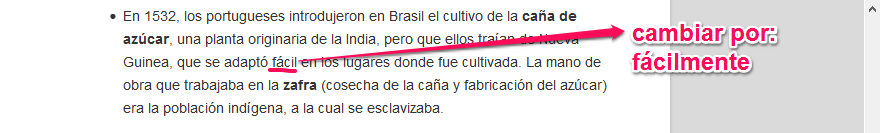 • En 1532, los portugueses introdujeron en Brasil el cultivo de la caña de
azúcar, una planta originaria de la India, pero que ellos traían de Nueva
Guinea, que se adaptó fácil en los lugares donde fue cultivada. La mano de
obra que trabajaba en la zafra (cosecha de la caña y fabricación del azúcar)
era la población indígena, a la cual se esclavizaba.
cambiar por:
fácilmente